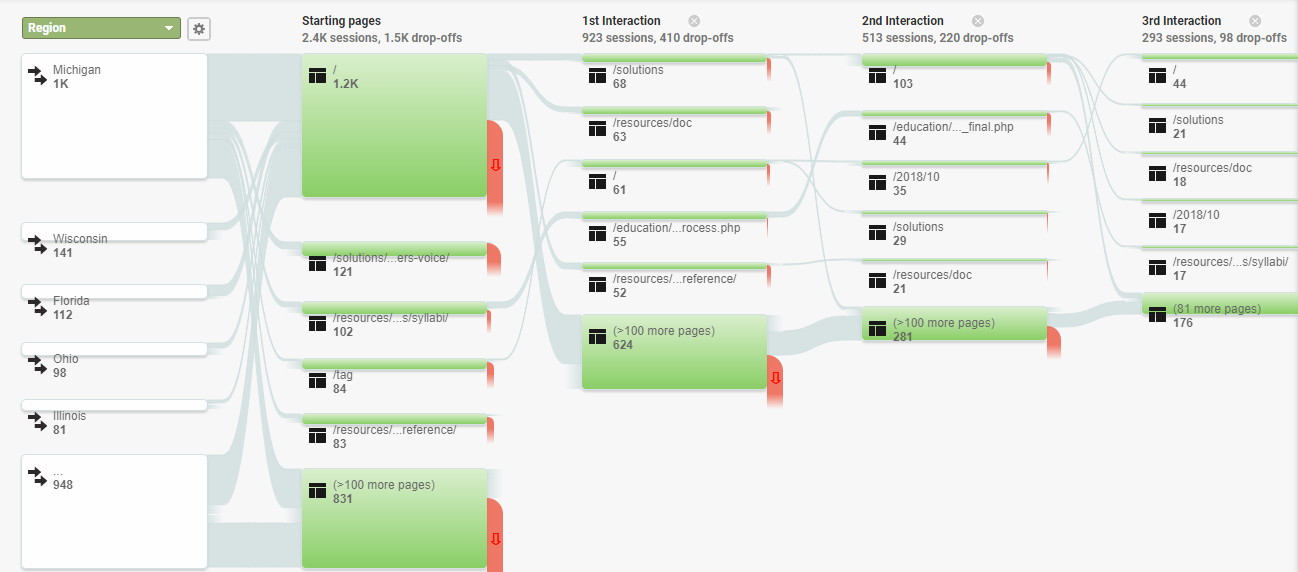 Region
Michigan
1K
Wisconsin
141
Florida
112
Ohio
98
Illinois
81
...
948
Starting pages
2.4K sessions, 1.5K drop-offs
/
1.2K
/solutions/...ers-voice/
121
/resources/...s/syllabi/
102
/tag
84
/resources/...reference/
83
(>100 more pages)
831
1st Interaction
923 sessions, 410 drop-offs
/solutions
68
/resources/doc
63
/
61
/education/...rocess.php
55
/resources/...reference/
52
(>100 more pages)
624
2nd Interaction
513 sessions, 220 drop-offs
/
103
/education/..._final.php
44
/2018/10
35
/solutions
29
/resources/doc
21
(>100 more pages)
281
3rd Interaction
293 sessions, 98 drop-offs
/
44
/solutions
21
/resources/doc
18
/2018/10
17
/resources/...s/syllabi/
17
(81 more pages)
176